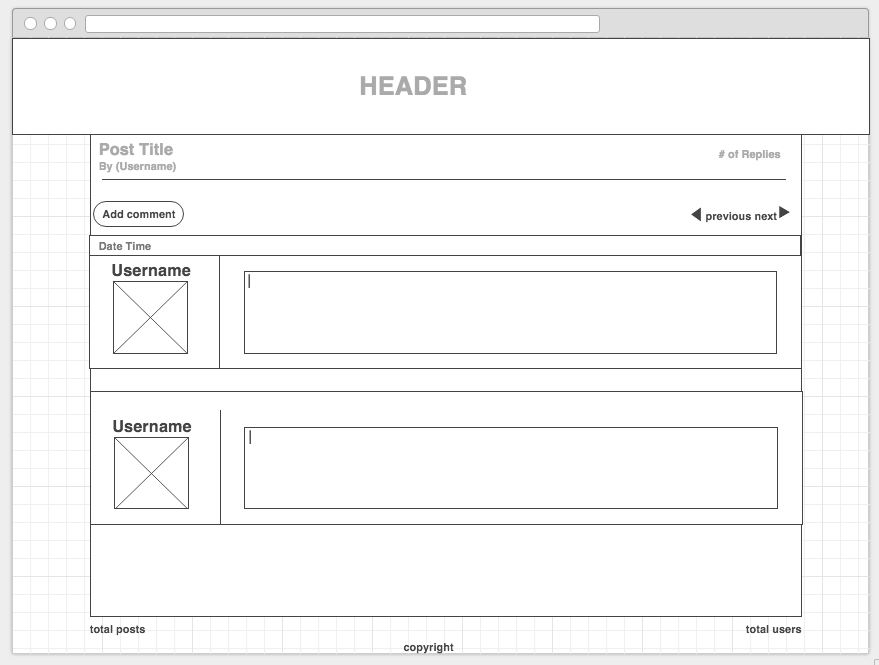 HEADER
Post Title
By (Username)
# of Replies
Add comment
previous next
Date Time
Username
Username
total posts
total users
copyright